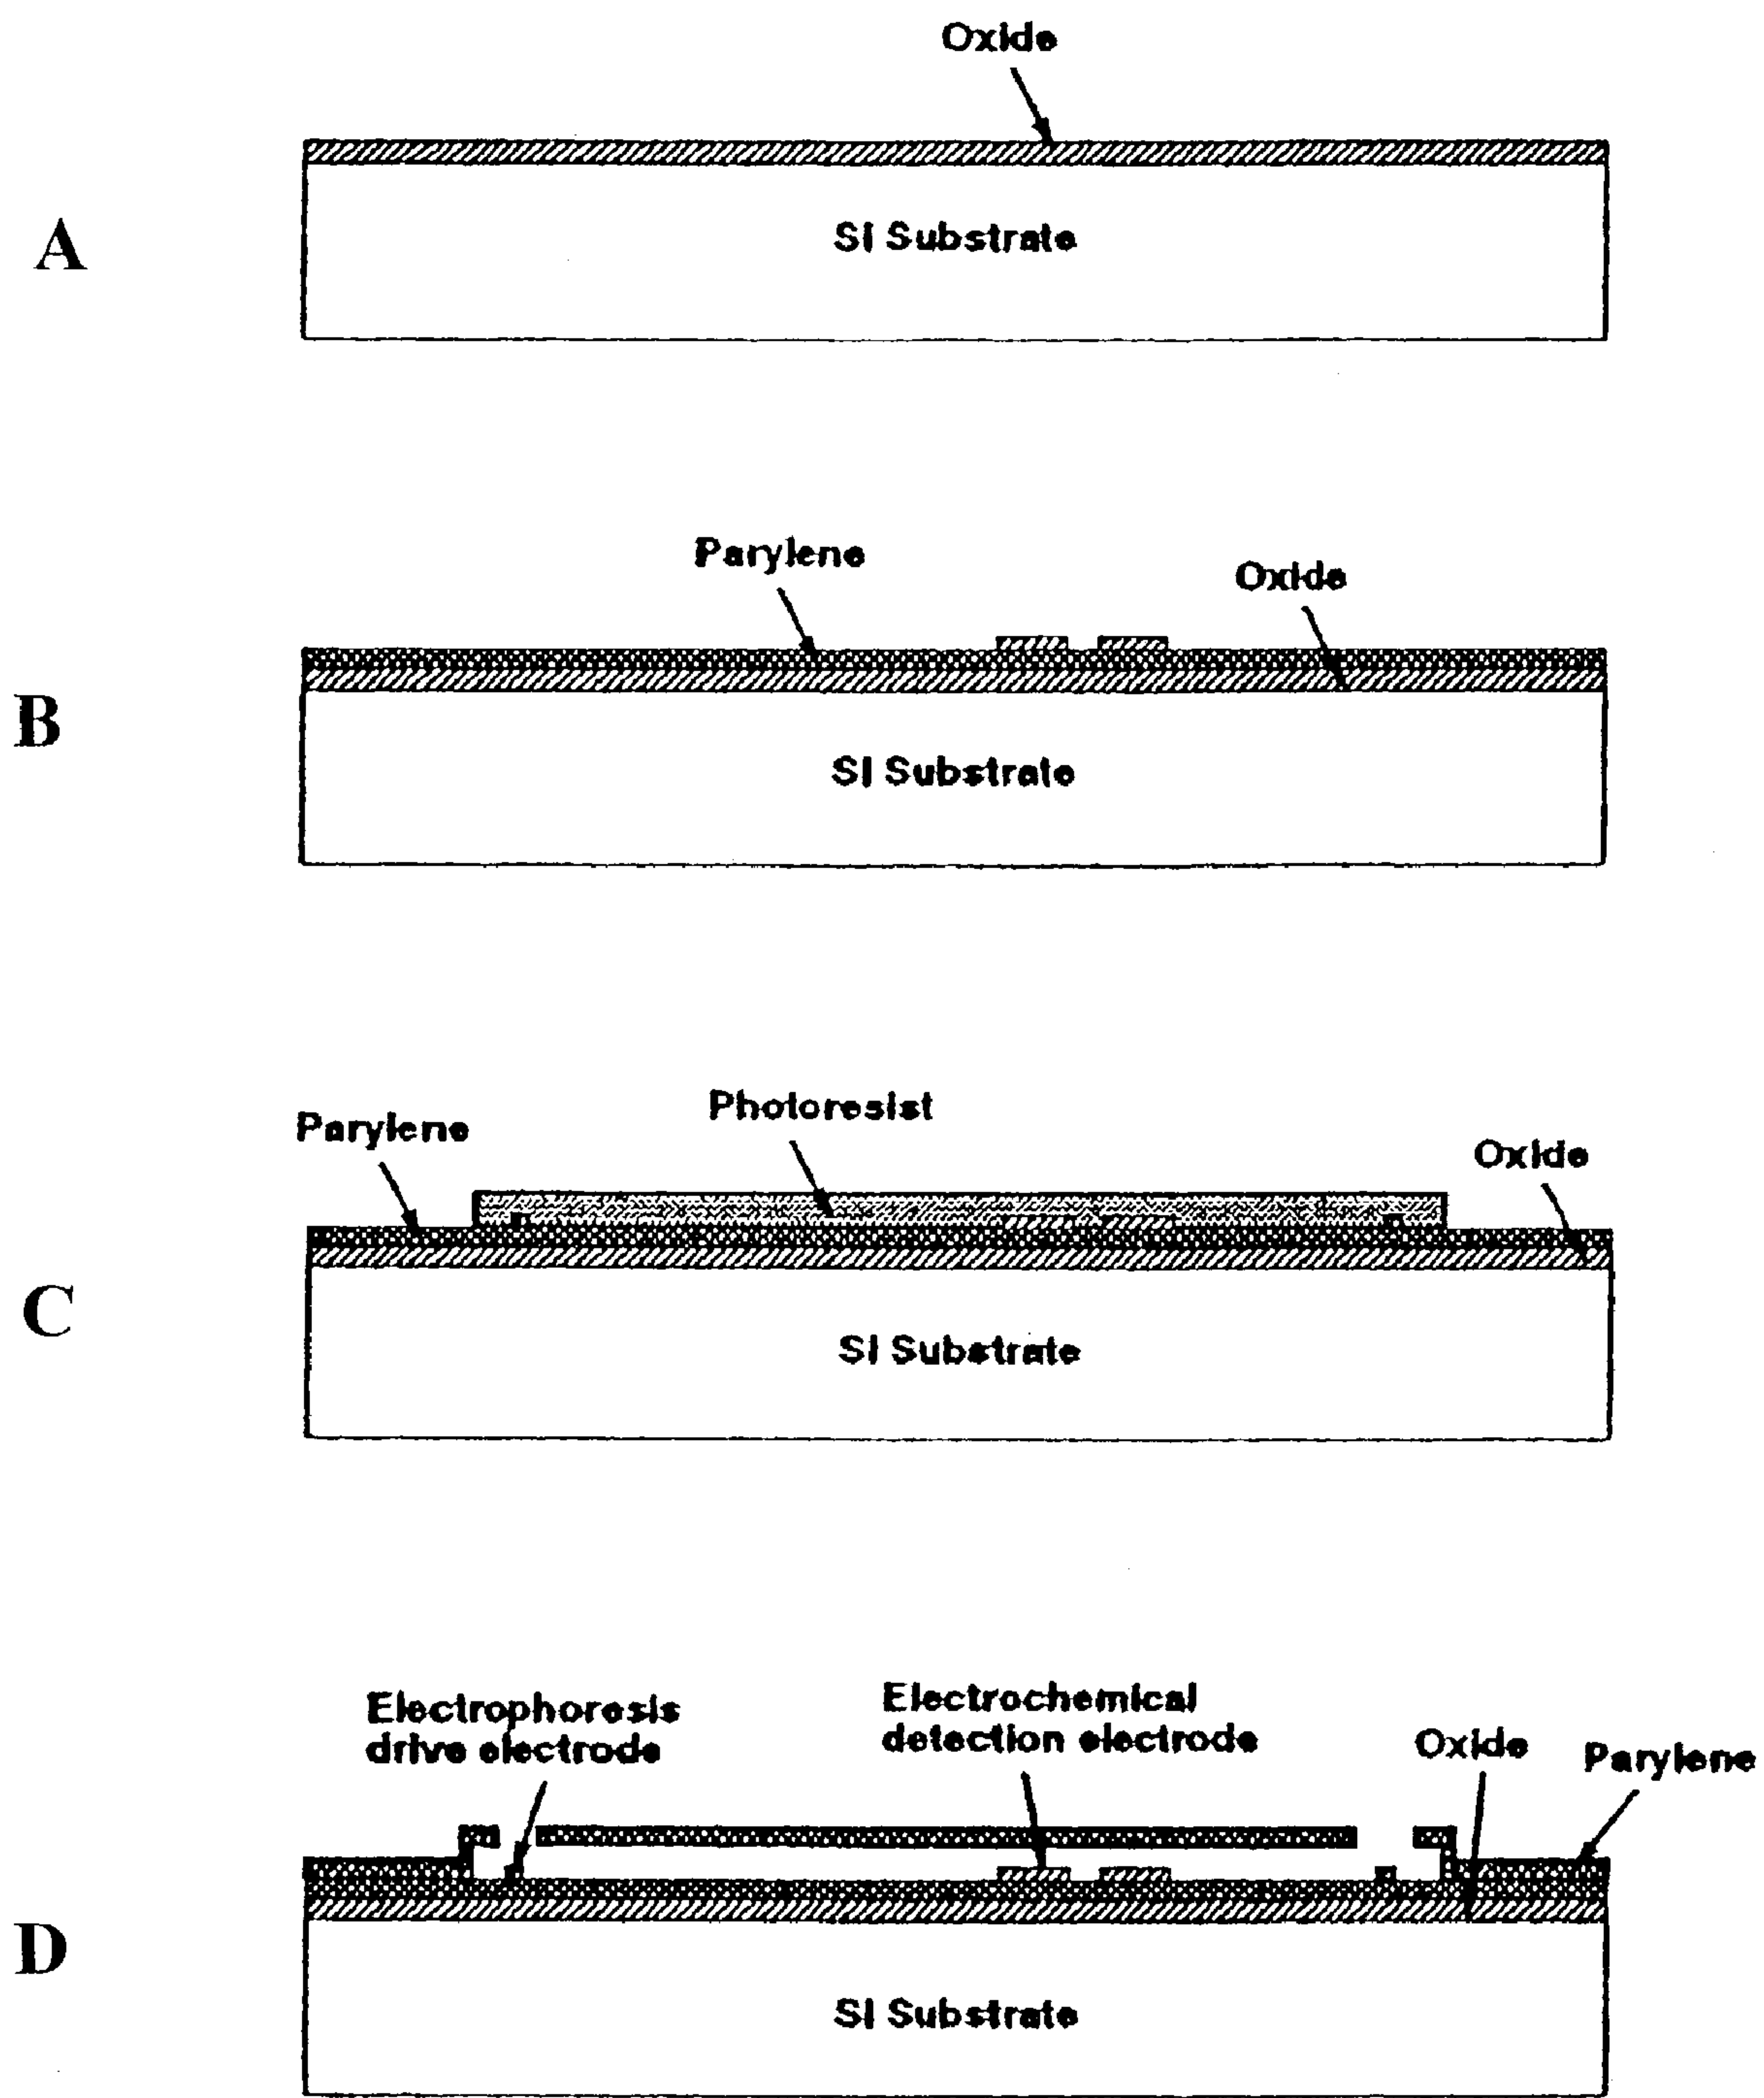 Oxide
A
Si Substrate
Parylene
Oxide
B
Si Substrate
Photoresist
Parylene
Oxide
C
Si Substrate
Electrophoresis
drive electrode
Electrochemical
detection electrode
Oxide
Parylene
D
Si Substrate